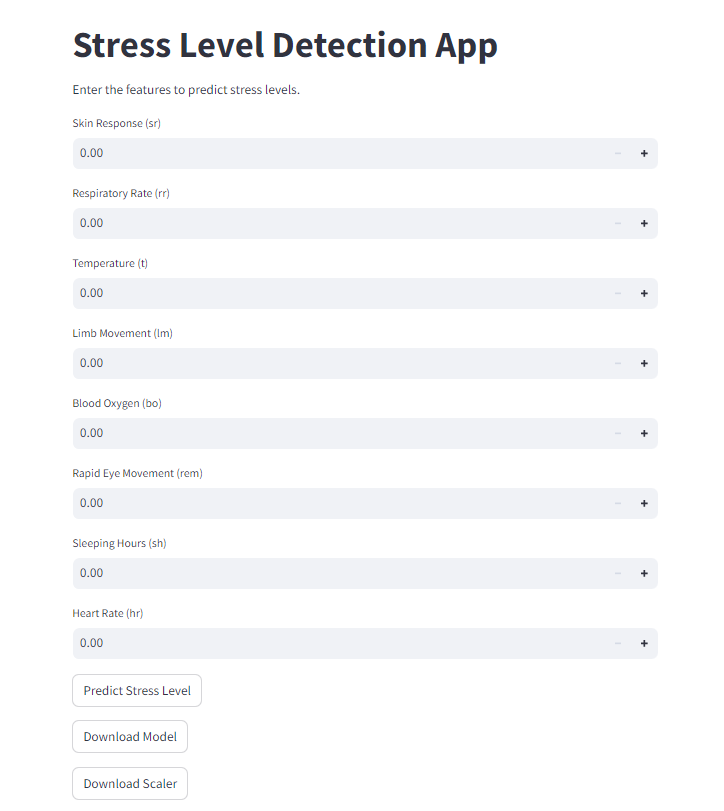 Stress Level Detection App
Enter the features to predict stress levels.
Skin Response (sr)
0.00
Respiratory Rate (rr)
0.00
Temperature (t)
0.00
Limb Movement (lm)
0.00
Blood Oxygen (bo)
0.00
Rapid Eye Movement (rem)
0.00
Sleeping Hours (sh)
0.00
Heart Rate (hr)
0.00
Predict Stress Level
Download Model
Download Scaler